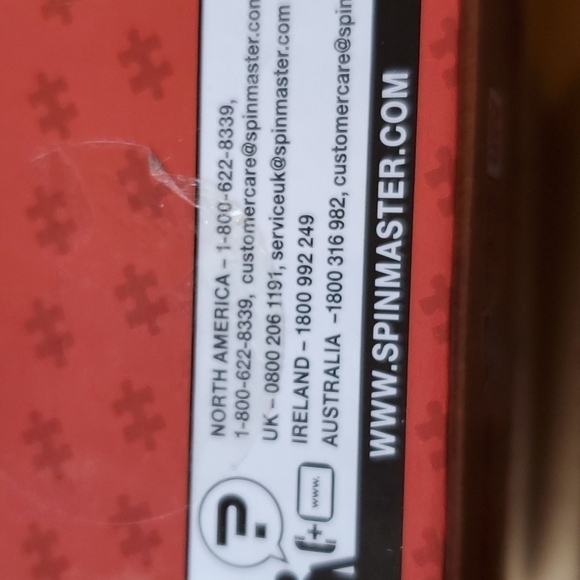 NORTH AMERICA – 1-800-622-8339,
1-800-622-8339, customercare@spinmaster.com
UK – 0800 206 1191, serviceuk@spinmaster.com
IRELAND – 1800 992 249
AUSTRALIA –1800 316 982, customercare@spin
WWW.SPINMASTER.COM
?
+ www.